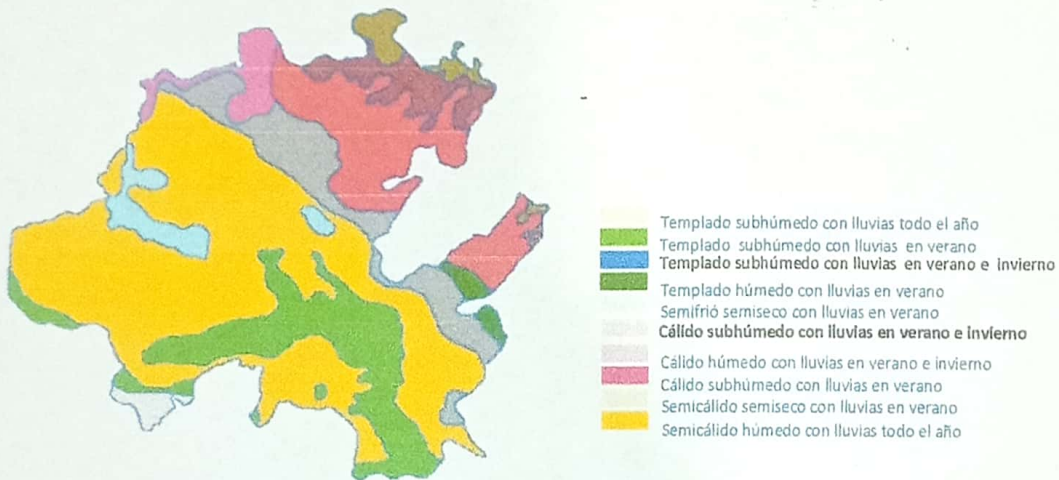 Templado subhúmedo con lluvias todo el año
Templado subhúmedo con lluvias en verano
Templado subhúmedo con lluvias en verano e invierno
Templado húmedo con lluvias en verano
Semifrió semiseco con lluvias en verano
Cálido subhúmedo con lluvias en verano e invierno
Cálido húmedo con lluvias en verano e invierno
Cálido subhúmedo con lluvias en verano
Semicálido semiseco con lluvias en verano
Semicálido húmedo con lluvias todo el año